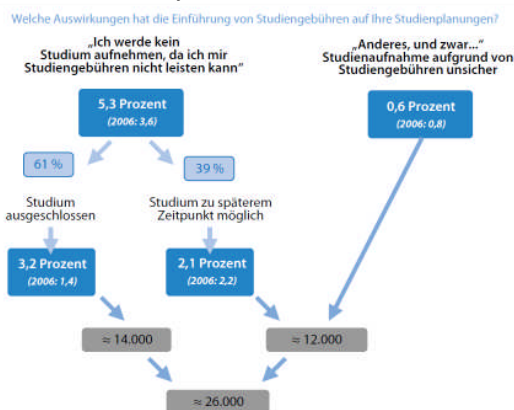 Welche Auswirkungen hat die Einführung von Studiengebühren auf Ihre Studienplanungen?
„Ich werde kein
Studium aufnehmen, da ich mir
Studiengebühren nicht leisten kann"
„Anderes, und zwar..."
Studienaufnahme aufgrund von
Studiengebühren unsicher
5,3 Prozent
(2006: 3,6)
0,6 Prozent
(2006: 0,8)
61 %
39 %
Studium
ausgeschlossen
Studium zu späterem
Zeitpunkt möglich
3,2 Prozent
(2006: 1,4)
2,1 Prozent
(2006: 2,2)
≈ 14.000
≈ 12.000
≈ 26.000